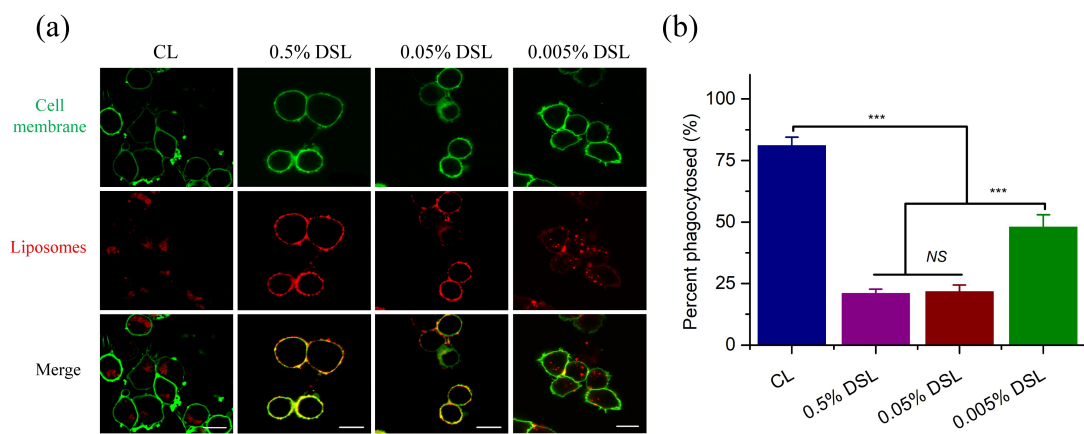 (a)
CL
0.5% DSL
0.05% DSL
0.005% DSL
Cell
membrane
Liposomes
Merge
(b)
Percent phagocytosed (%)
100
75
50
25
0
***
***
NS
CL
0.5% DSL
0.05% DSL
0.005% DSL